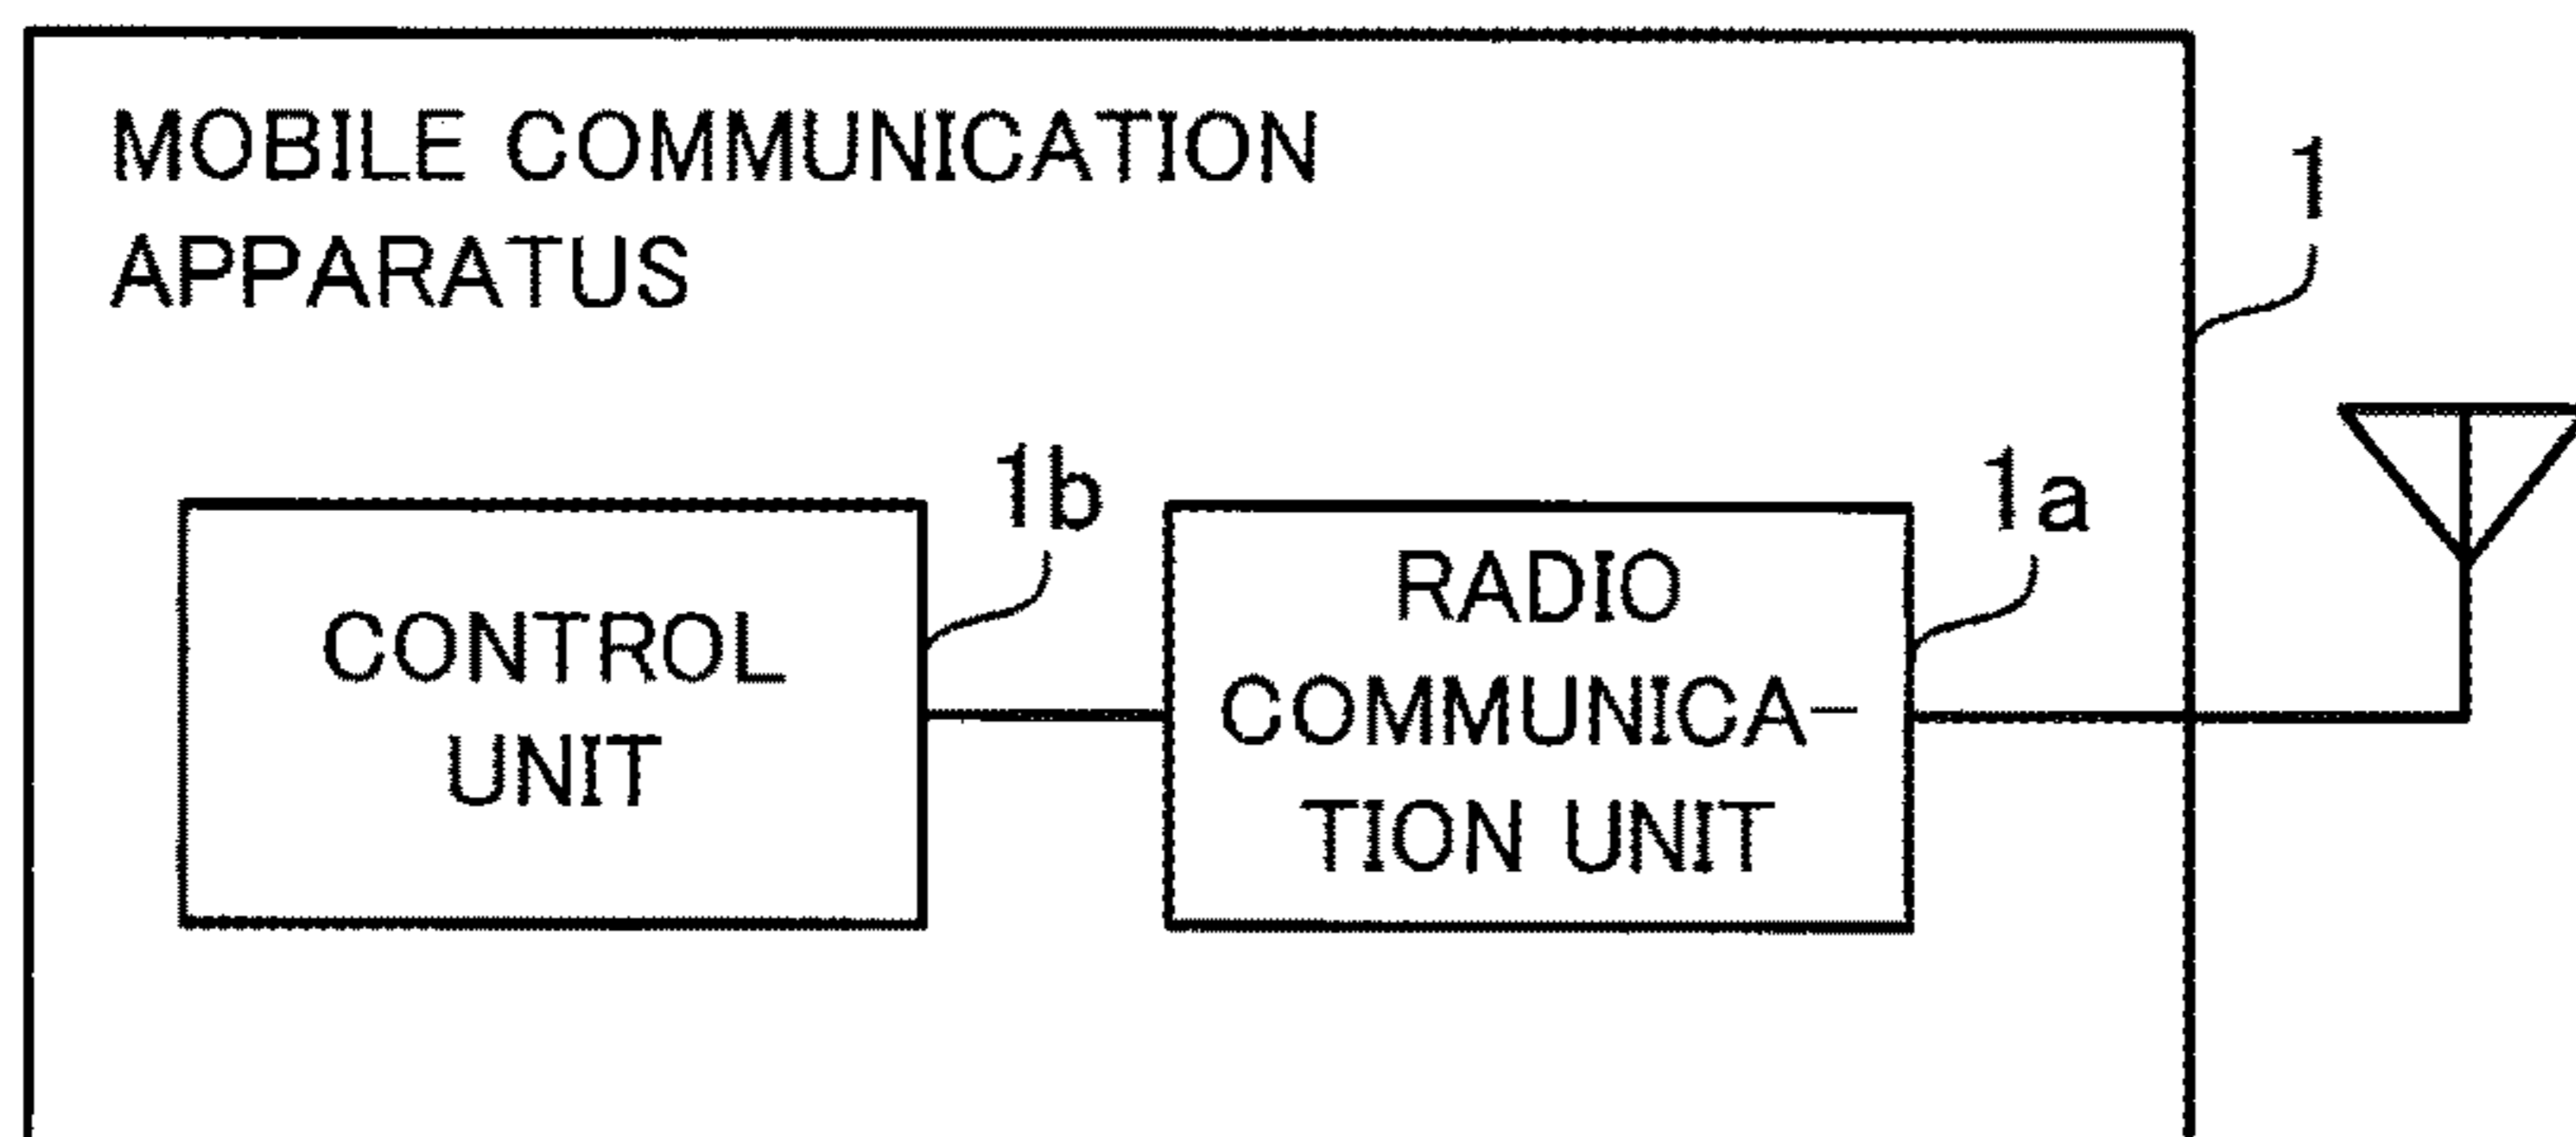 MOBILE COMMUNICATION
APPARATUS
1
1b
1a
CONTROL
UNIT
RADIO
COMMUNICA-
TION UNIT